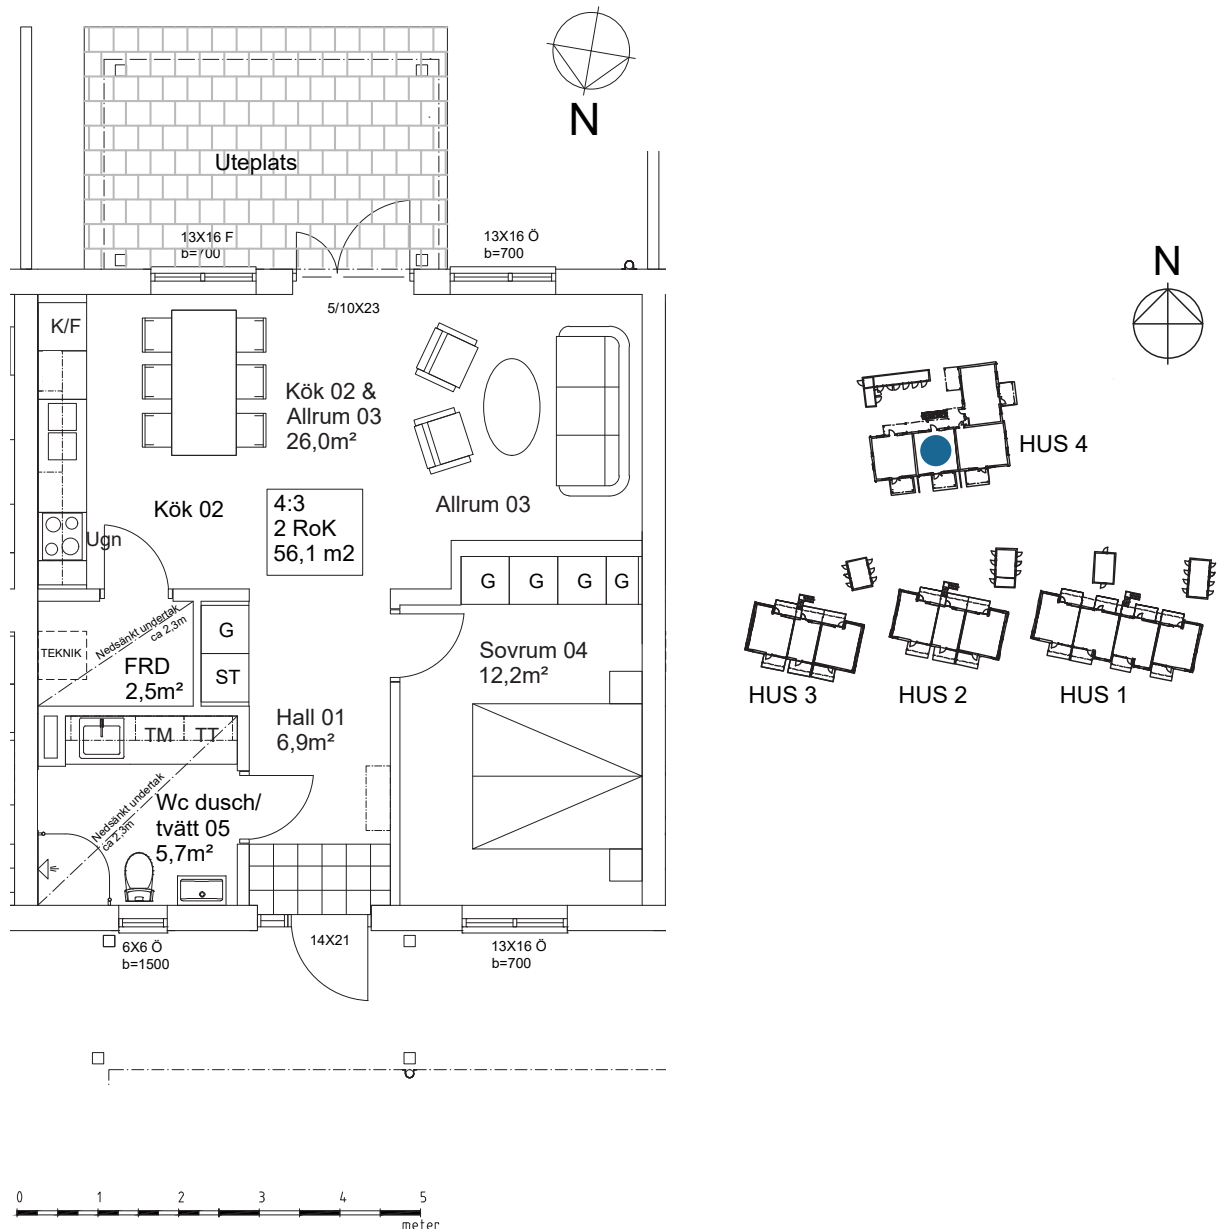 N
Uteplats
13X16 F
b=700
13X16 Ö
b=700
5/10X23
K/F
Kök 02 &
Allrum 03
26,0m²
Kök 02
4:3
2 RoK
56,1 m2
Allrum 03
Ugn
G
G
G
G
Nedsänkt undertak
ca 2,3m
G
TEKNIK
FRD
2,5m²
ST
Sovrum 04
12,2m²
Hall 01
6,9m²
TM
TT
Nedsänkt undertak
ca 2,3m
Wc dusch/
tvätt 05
5,7m²
6X6 Ö
b=1500
14X21
13X16 Ö
b=700
0
1
2
3
4
5
meter
N
HUS 4
HUS 3
HUS 2
HUS 1